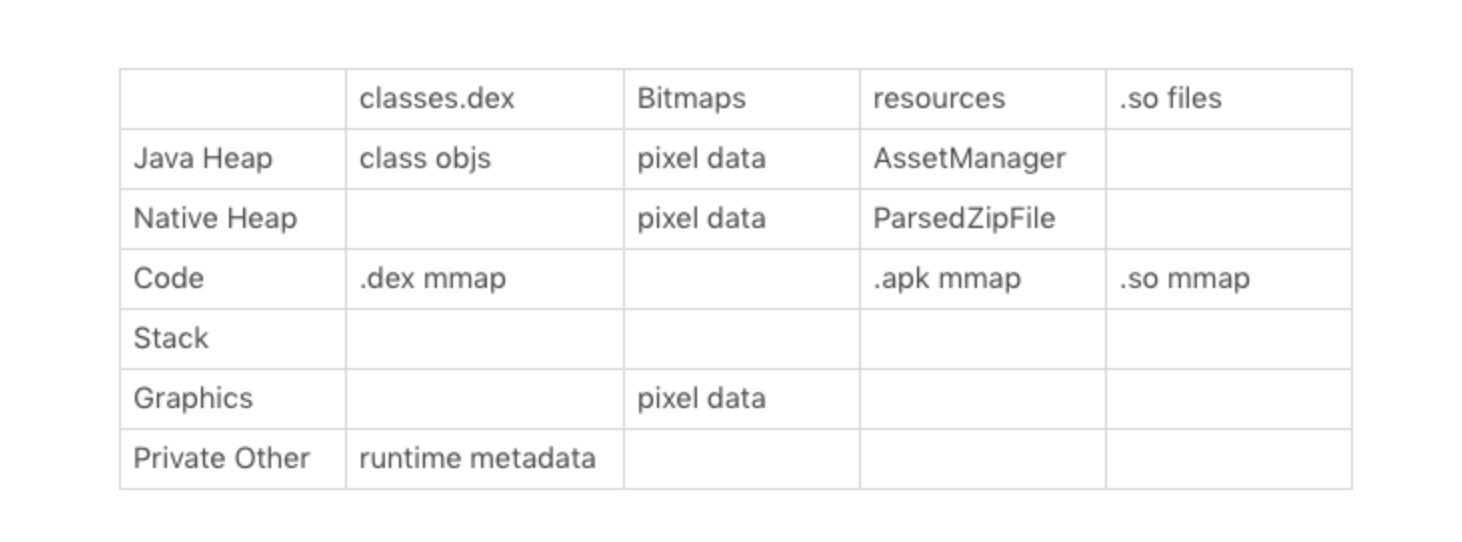 classes.dex Bitmaps resources .so files
Java Heap class objs pixel data AssetManager
Native Heap pixel data ParsedZipFile
Code .dex mmap .apk mmap .so mmap
Stack
Graphics pixel data
Private Other runtime metadata